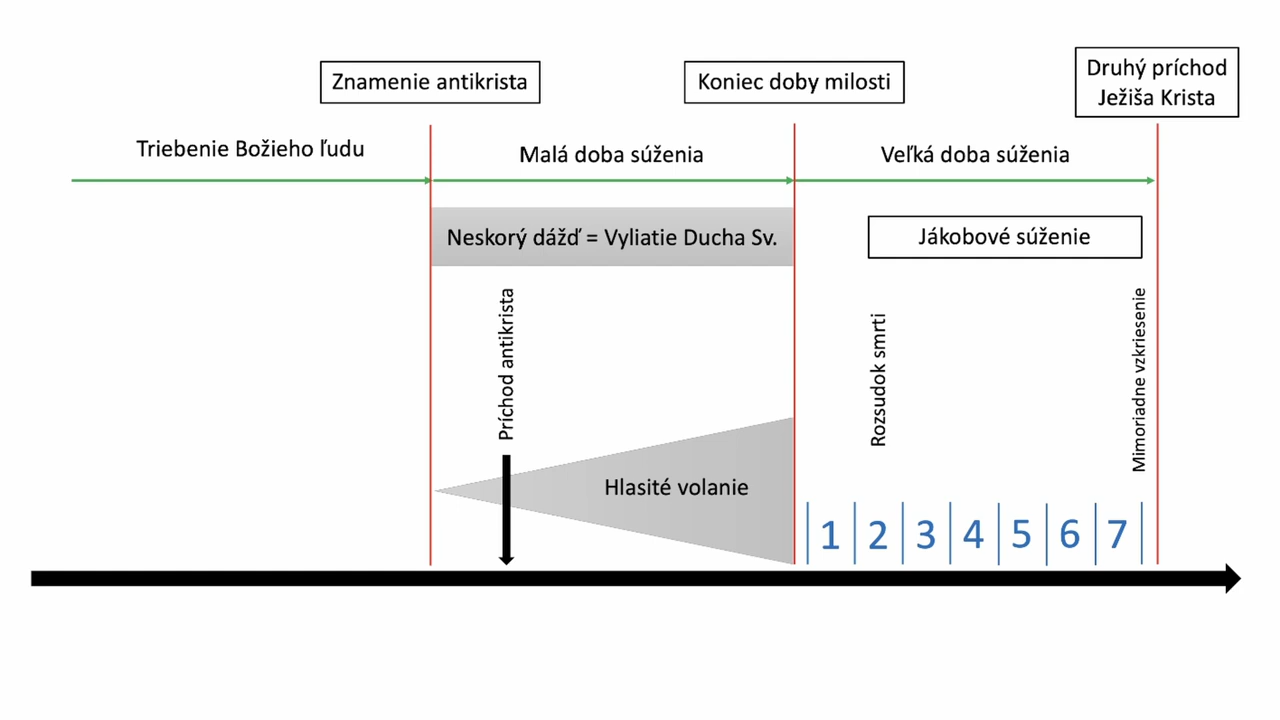 Znamenie antikrista
Koniec doby milosti
Druhý príchod
Ježiša Krista
Triebenie Božieho ľudu
Malá doba súženia
Veľká doba súženia
Neskorý dážď = Vyliatie Ducha Sv.
Jákobové súženie
Príchod antikrista
Rozsudok smrti
Mimoriadne vzkriesenie
Hlasité volanie
1 2 3 4 5 6 7